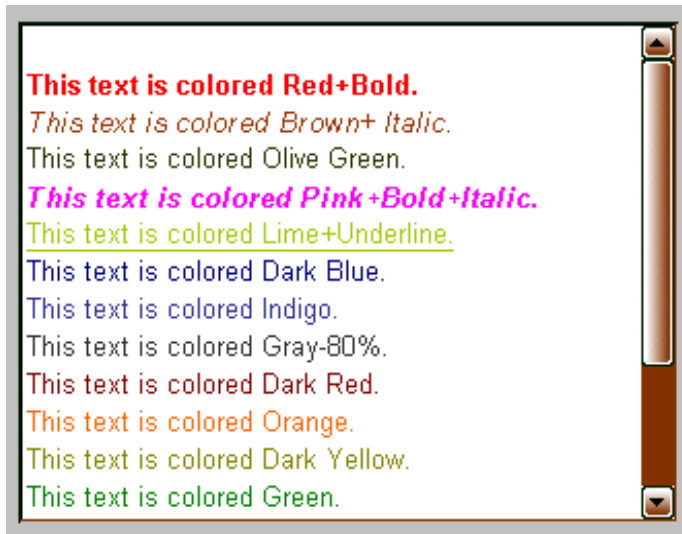 This text is colored Red+Bold.
This text is colored Brown+ Italic.
This text is colored Olive Green.
This text is colored Pink+Bold+Italic.
This text is colored Lime+Underline.
This text is colored Dark Blue.
This text is colored Indigo.
This text is colored Gray-80%.
This text is colored Dark Red.
This text is colored Orange.
This text is colored Dark Yellow.
This text is colored Green.